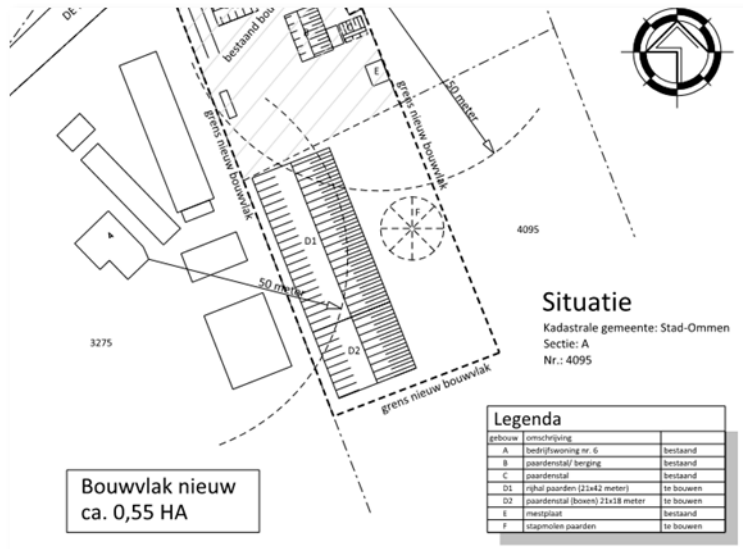 DE
bestaand bou
E
50 meter
grens nieuw bouwvlak
grens nieuw bouwvlak
F
D1
4095
4
50 meter
Situatie
Kadastrale gemeente: Stad-Ommen
Sectie: A
Nr.: 4095
3275
D2
grens nieuw bouwvlak
Legenda
gebouw omschrijving
A bedrijfswoning nr. 6 bestaand
B paardenstal/ berging bestaand
C paardenstal bestaand
D1 rijhal paarden (21x42 meter) te bouwen
D2 paardenstal (boxen) 21x18 meter te bouwen
E mestplaat bestaand
F stapmolen paarden te bouwen
Bouwvlak nieuw
ca. 0,55 HA